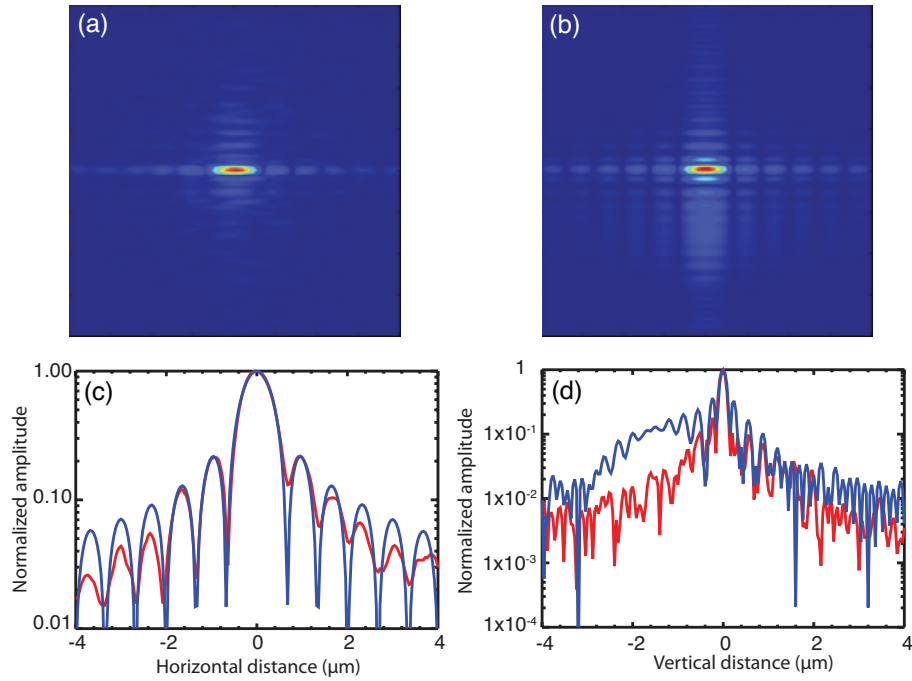 (a)
(b)
(c)
1.00
0.10
0.01
Normalized amplitude
-4
-2
0
2
4
Horizontal distance (μm)
(d)
1
1x10⁻¹
1x10⁻²
1x10⁻³
1x10⁻⁴
Normalized amplitude
-4
-2
0
2
4
Vertical distance (μm)